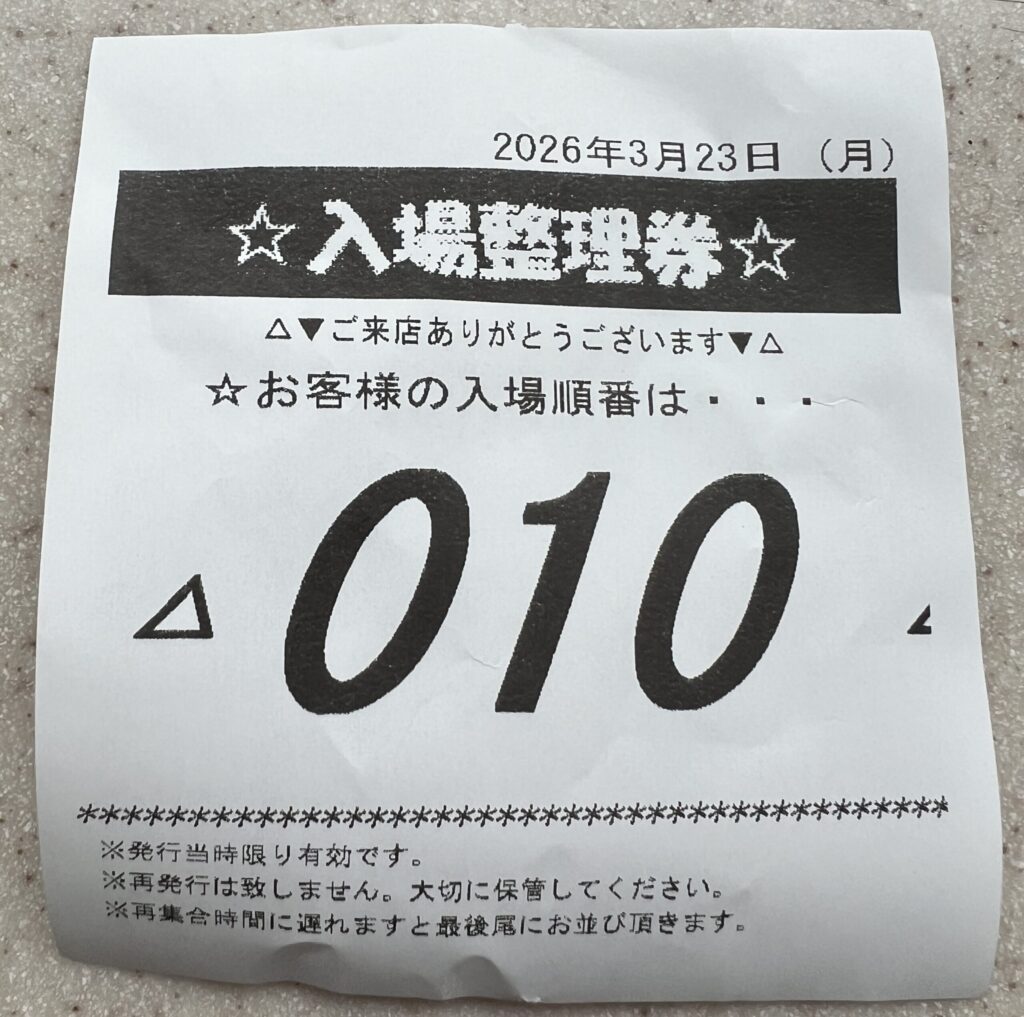 2026年3月23日 （月）
☆入場整理券☆
△▼ご来店ありがとうございます▼△
☆お客様の入場順番は・・・
△010
**************************************
※発行当時限り有効です。
※再発行は致しません。大切に保管してください。
※再集合時間に遅れますと最後尾にお並び頂きます。